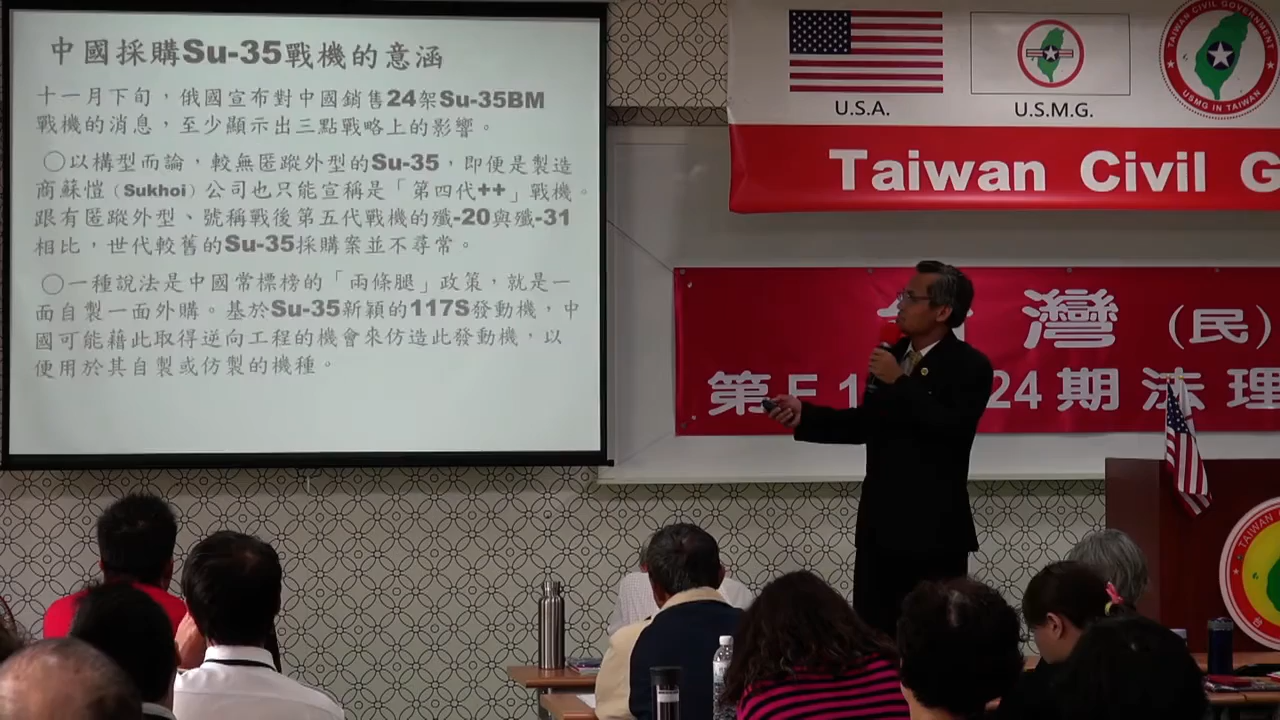 中國採購Su-35戰機的意涵
十一月下旬，俄國宣布對中國銷售24架Su-35BM
戰機的消息，至少顯示出三點戰略上的影響。
○以構型而論，較無匿蹤外型的Su-35，即便是製造
商蘇愷（Sukhoi）公司也只能宣稱是「第四代++」戰機。
跟有匿蹤外型、號稱戰後第五代戰機的殲-20與殲-31
相比，世代較舊的Su-35採購案並不尋常。
○一種說法是中國常標榜的「兩條腿」政策，就是一
面自製一面外購。基於Su-35新穎的117S發動機，中
國可能藉此取得逆向工程的機會來仿造此發動機，以
便用於其自製或仿製的機種。
U.S.A.
U.S.M.G.
TAIWAN CIVIL GOVERNMENT
USMG IN TAIWAN
Taiwan Civil G
灣（民）
第 24期法理
TAIWAN